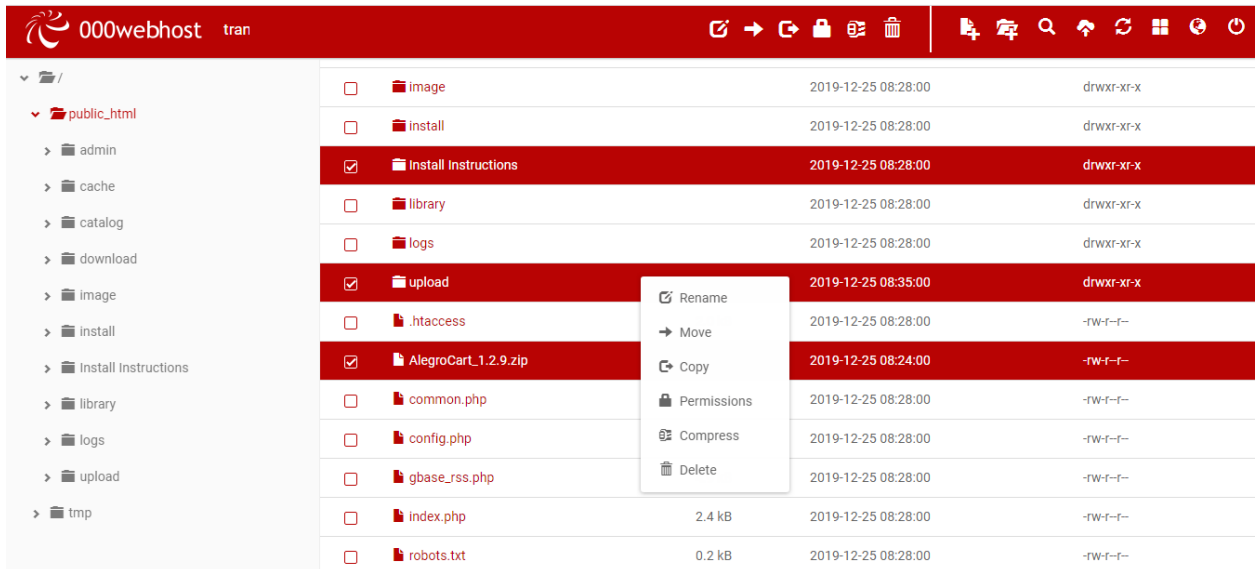 000webhost tran
/
public_html
admin
cache
catalog
download
image
install
Install Instructions
library
logs
upload
tmp
image 2019-12-25 08:28:00 drwxr-xr-x
install 2019-12-25 08:28:00 drwxr-xr-x
Install Instructions 2019-12-25 08:28:00 drwxr-xr-x
library 2019-12-25 08:28:00 drwxr-xr-x
logs 2019-12-25 08:28:00 drwxr-xr-x
upload 2019-12-25 08:35:00 drwxr-xr-x
.htaccess 2019-12-25 08:28:00 -rw-r--r--
AlegroCart_1.2.9.zip 2019-12-25 08:24:00 -rw-r--r--
common.php 2019-12-25 08:28:00 -rw-r--r--
config.php 2019-12-25 08:28:00 -rw-r--r--
gbase_rss.php 2019-12-25 08:28:00 -rw-r--r--
index.php 2.4 kB 2019-12-25 08:28:00 -rw-r--r--
robots.txt 0.2 kB 2019-12-25 08:28:00 -rw-r--r--
Rename
Move
Copy
Permissions
Compress
Delete